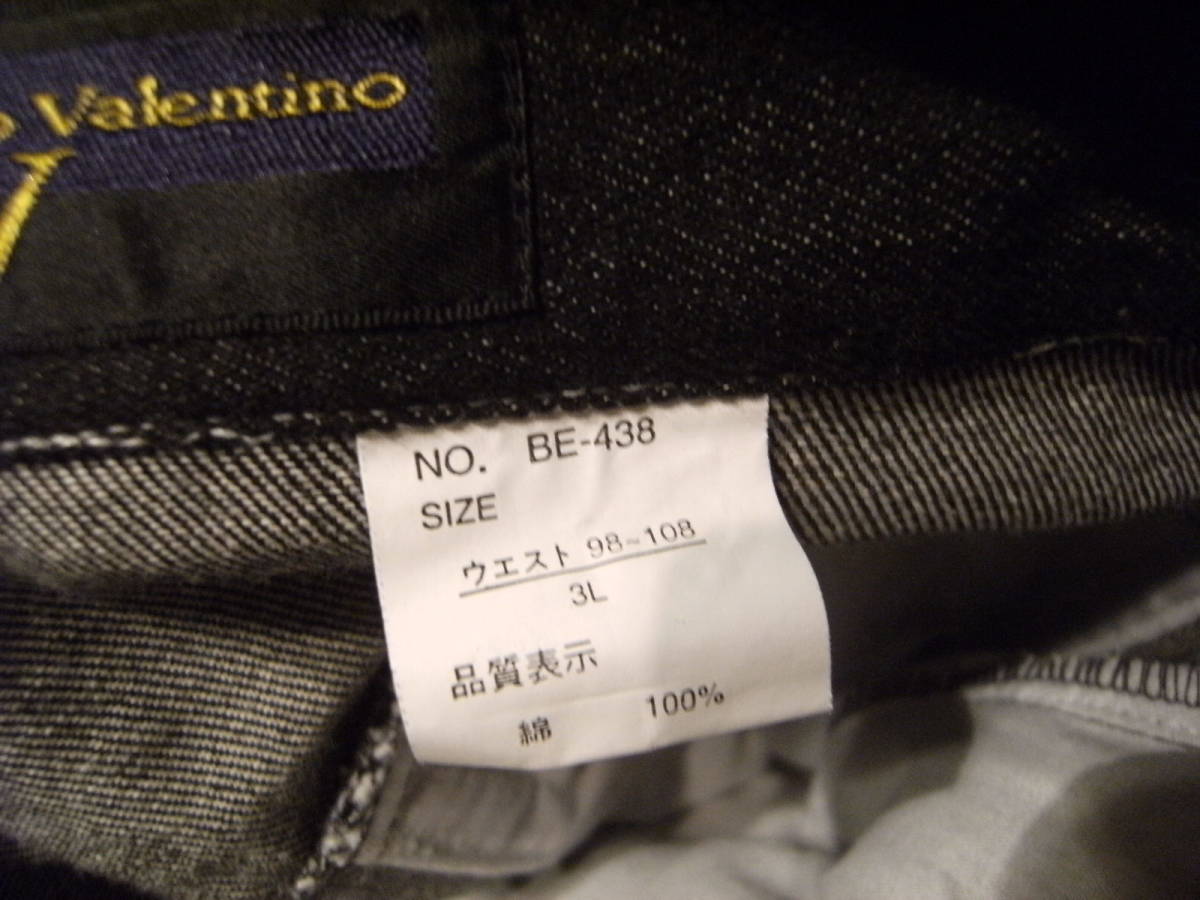 o Valentino
V
NO. BE-438
SIZE
ウエスト 98~108
3L
品質表示
綿 100%